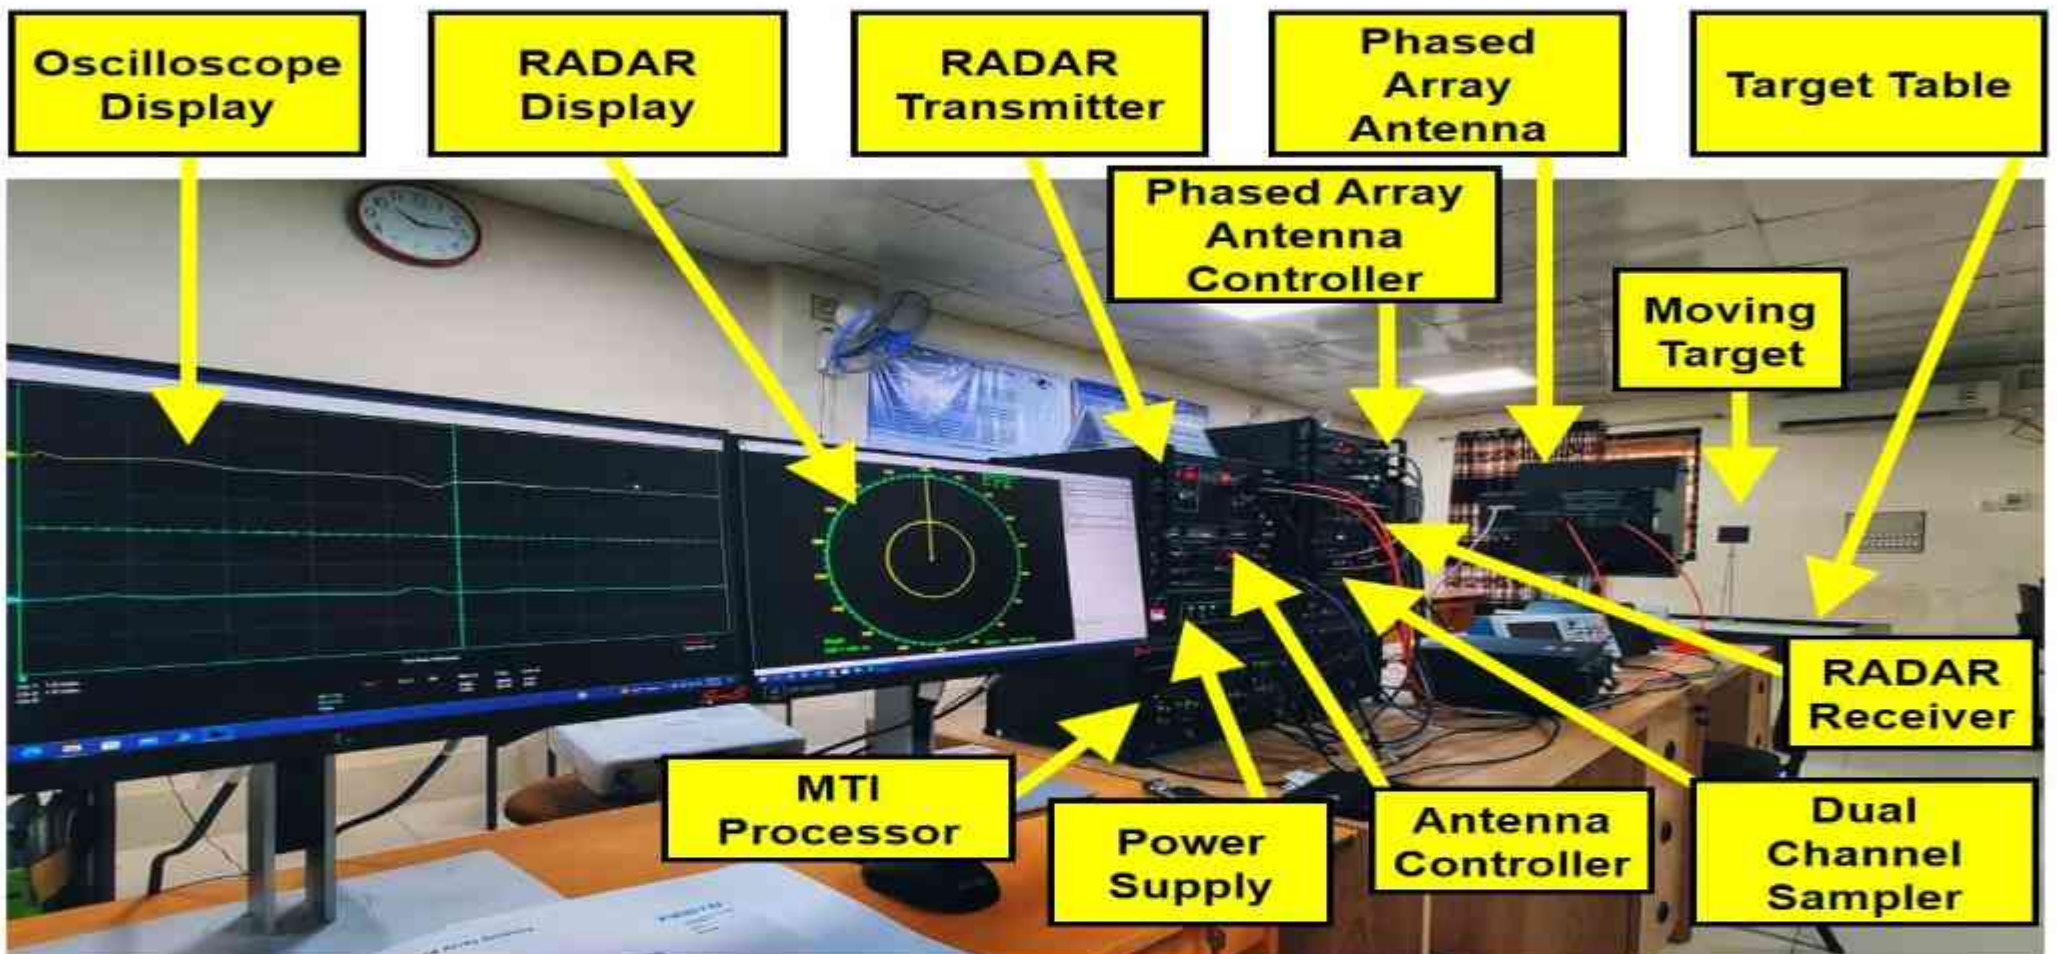 Oscilloscope
Display
RADAR
Display
RADAR
Transmitter
Phased
Array
Antenna
Target Table
Phased Array
Antenna
Controller
Moving
Target
RADAR
Receiver
MTI
Processor
Power
Supply
Antenna
Controller
Dual
Channel
Sampler
FESTO